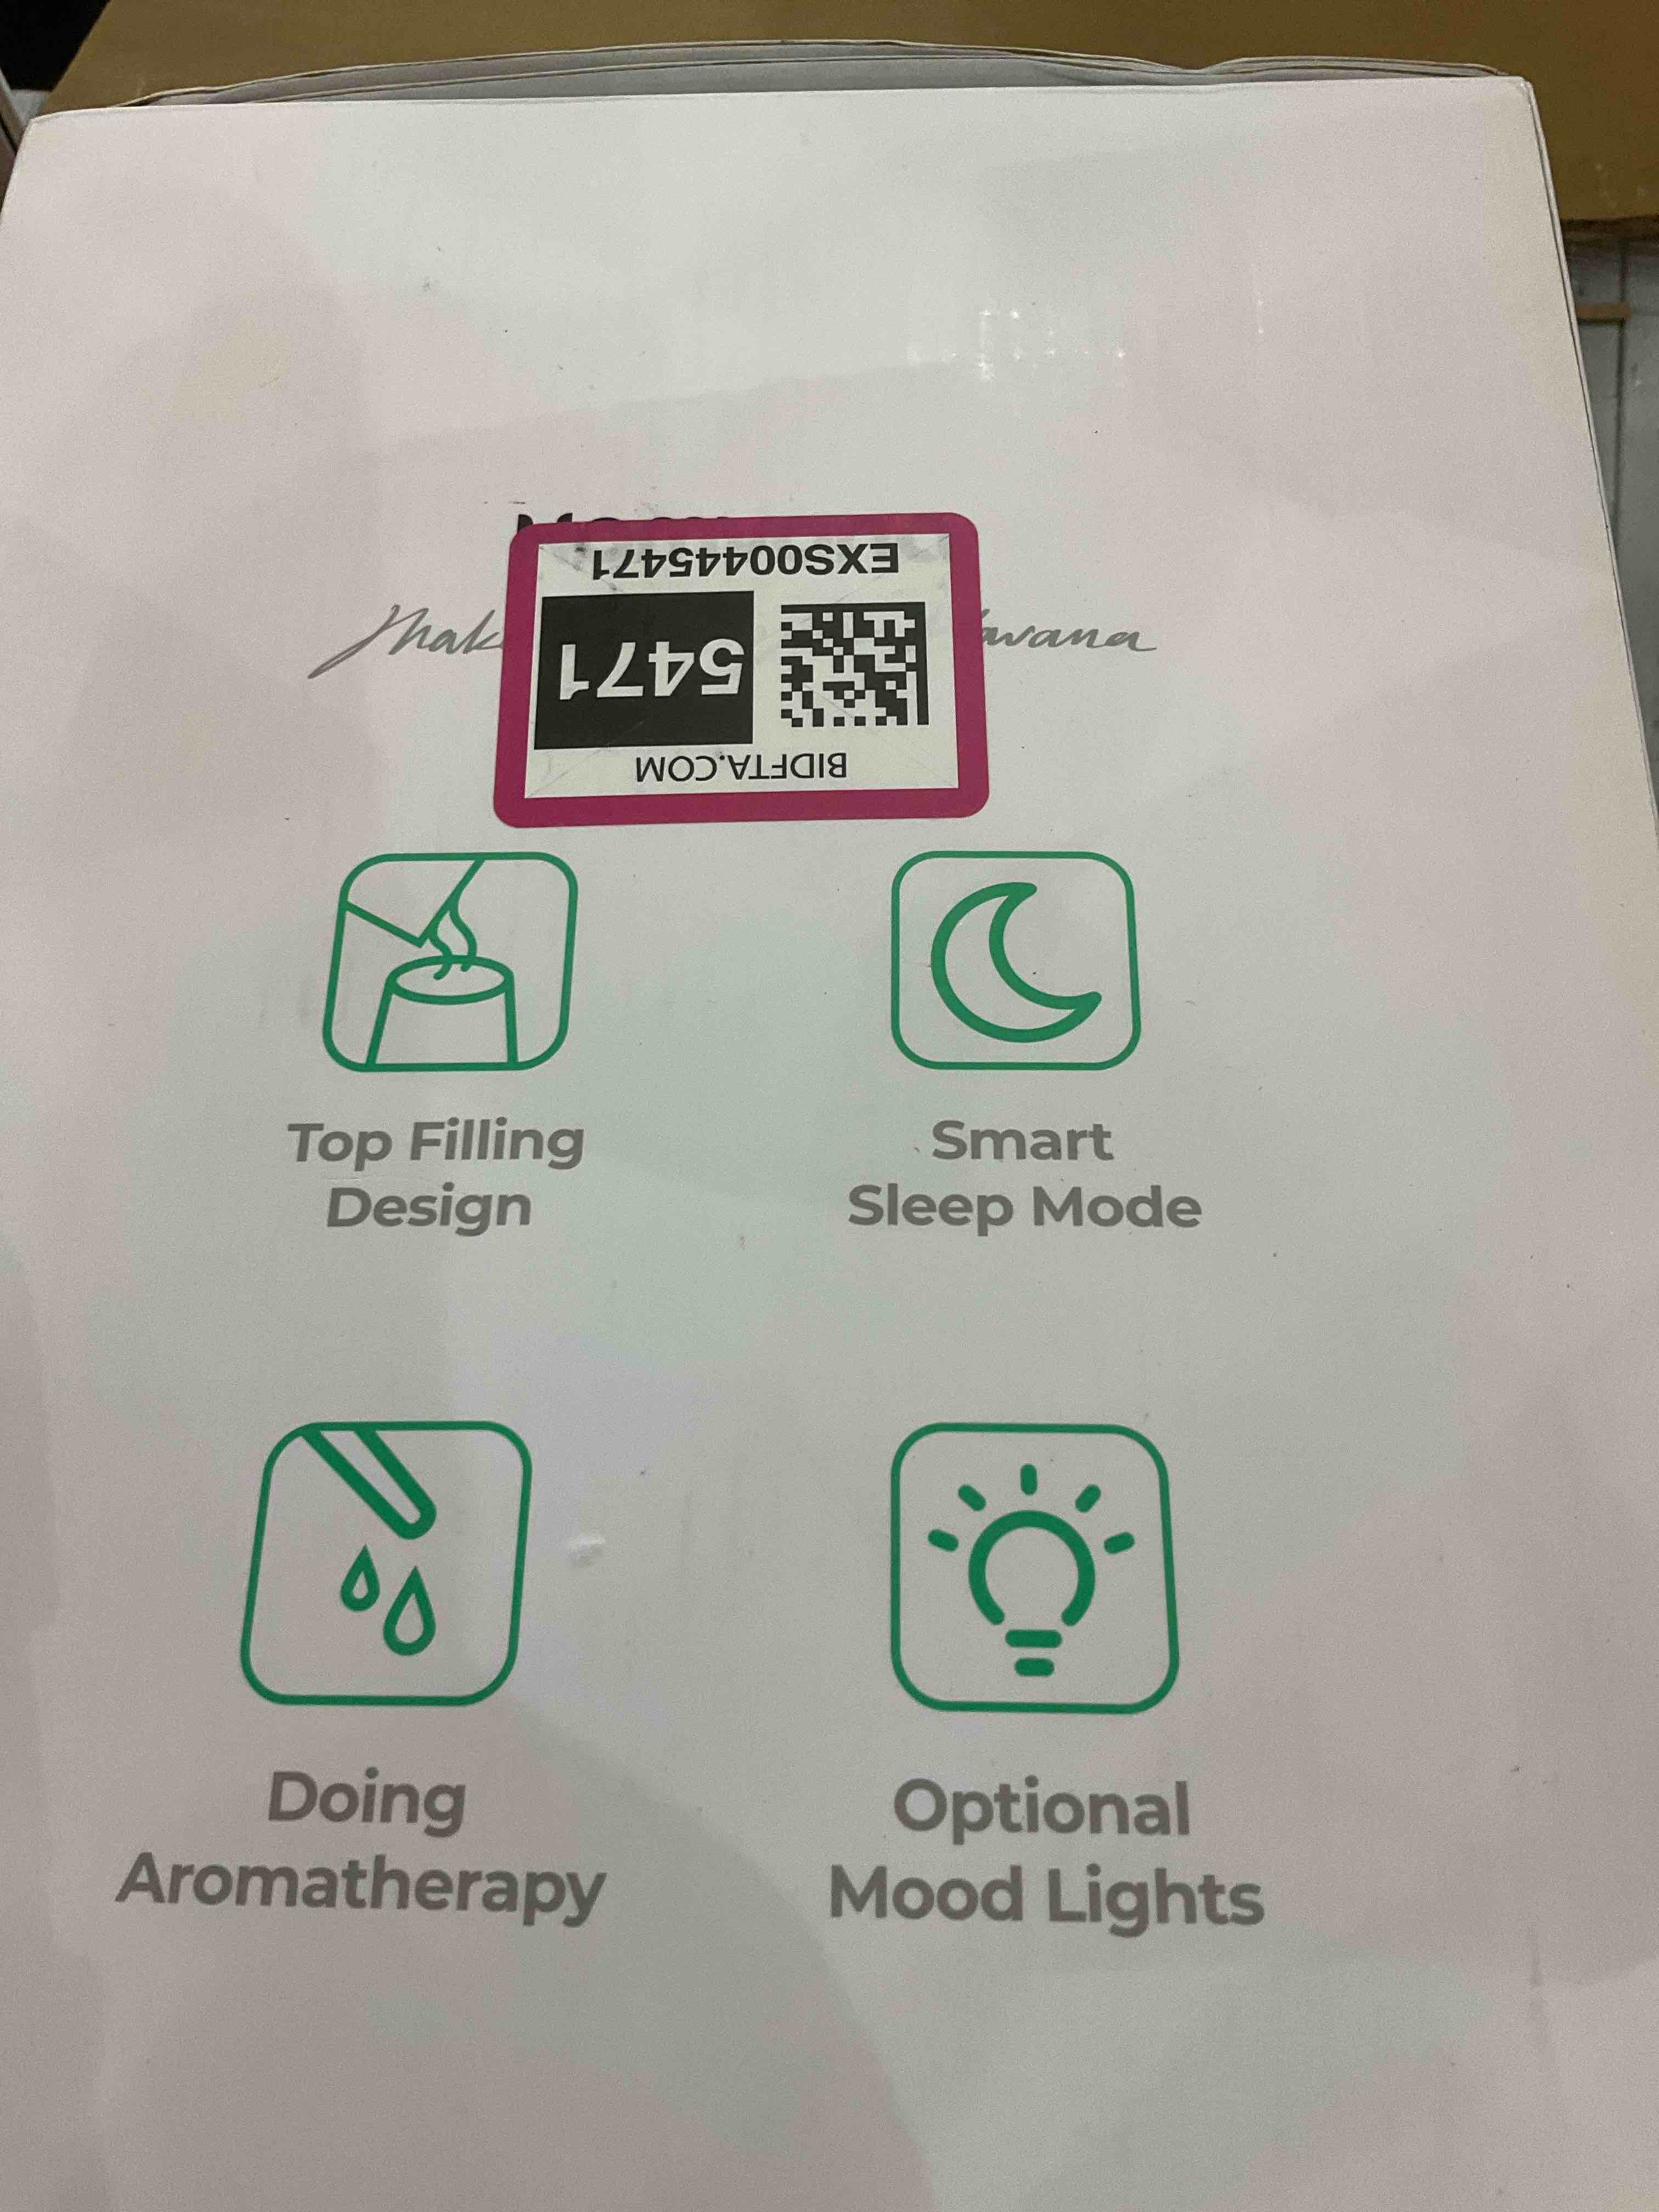 EXS00445471
5471
BIDFTA.COM
Top Filling
Design
Smart
Sleep Mode
Doing
Aromatherapy
Optional
Mood Lights